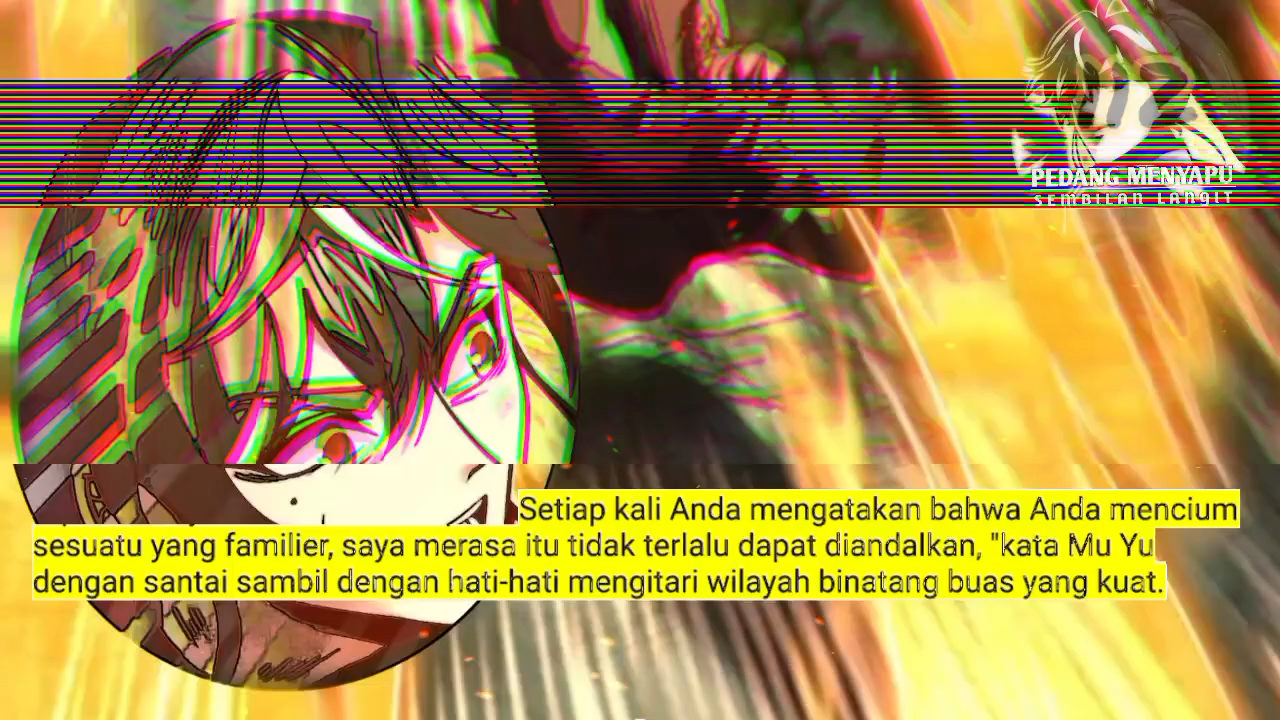 PEDANG MENYAPU
SEMBILAN LANGIT
Setiap kali Anda mengatakan bahwa Anda mencium
sesuatu yang familier, saya merasa itu tidak terlalu dapat diandalkan, "kata Mu Yu
dengan santai sambil dengan hati-hati mengitari wilayah binatang buas yang kuat.